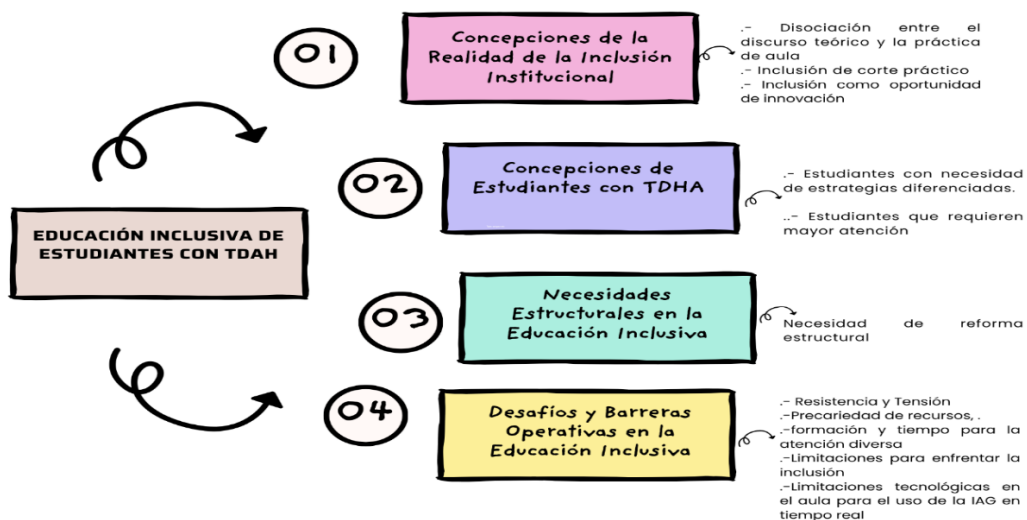 EDUCACIÓN INCLUSIVA DE
ESTUDIANTES CON TDAH
01
Concepciones de la
Realidad de la Inclusión
Institucional
.- Disociación entre el
discurso teórico y la práctica
de aula
.- Inclusión de corte práctico
.- Inclusión como oportunidad
de innovación
02
Concepciones de
Estudiantes con TDHA
.- Estudiantes con necesidad
de estrategias diferenciadas.
..- Estudiantes que requieren
mayor atención
03
Necesidades
Estructurales en la
Educación Inclusiva
Necesidad de reforma
estructural
04
Desafíos y Barreras
Operativas en la
Educación Inclusiva
.- Resistencia y Tensión
.-Precariedad de recursos, .
.-formación y tiempo para la
atención diversa
.-Limitaciones para enfrentar la
inclusión
.-Limitaciones tecnológicas en
el aula para el uso de la IAG en
tiempo real